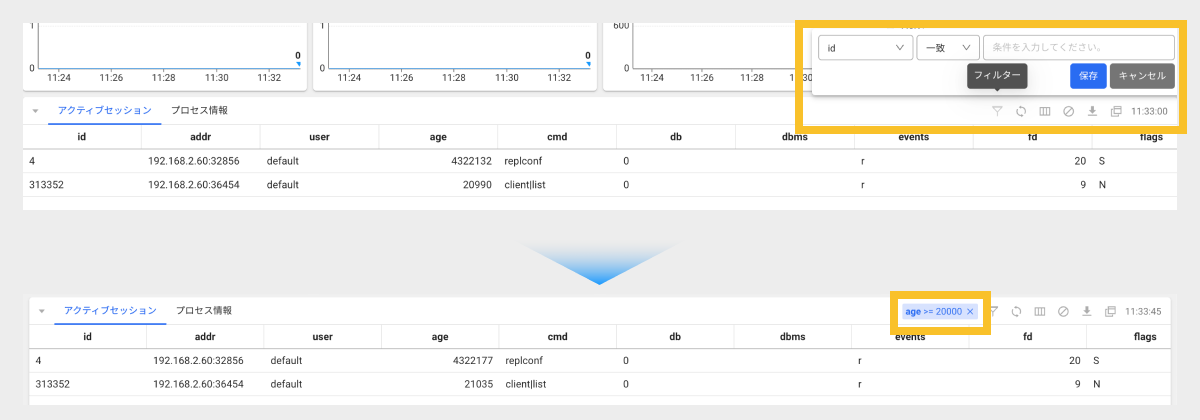 1 1 600
0 0
id 一致 条件を入力してください。
0 0 0
11:24 11:26 11:28 11:30 11:32 11:24 11:26 11:28 11:30 11:32 11:24 11:26 11:28
フィルター 保存 キャンセル
アクティブセッション プロセス情報 11:33:00
id addr user age cmd db dbms events fd flags
4 192.168.2.60:32856 default 4322132 replconf 0 r 20 S
313352 192.168.2.60:36454 default 20990 client|list 0 r 9 N
アクティブセッション プロセス情報 age >= 20000 × 11:33:45
id addr user age cmd db dbms events fd flags
4 192.168.2.60:32856 default 4322177 replconf 0 r 20 S
313352 192.168.2.60:36454 default 21035 client|list 0 r 9 N